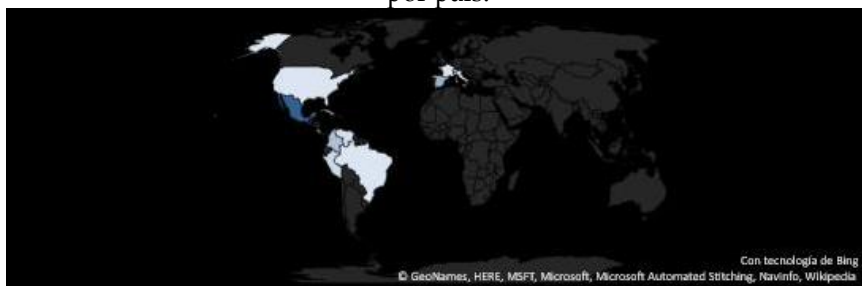 por país.
Con tecnología de Bing
© GeoNames, HERE, MSFT, Microsoft, Microsoft Automated Stitching, Navinfo, Wikipedia